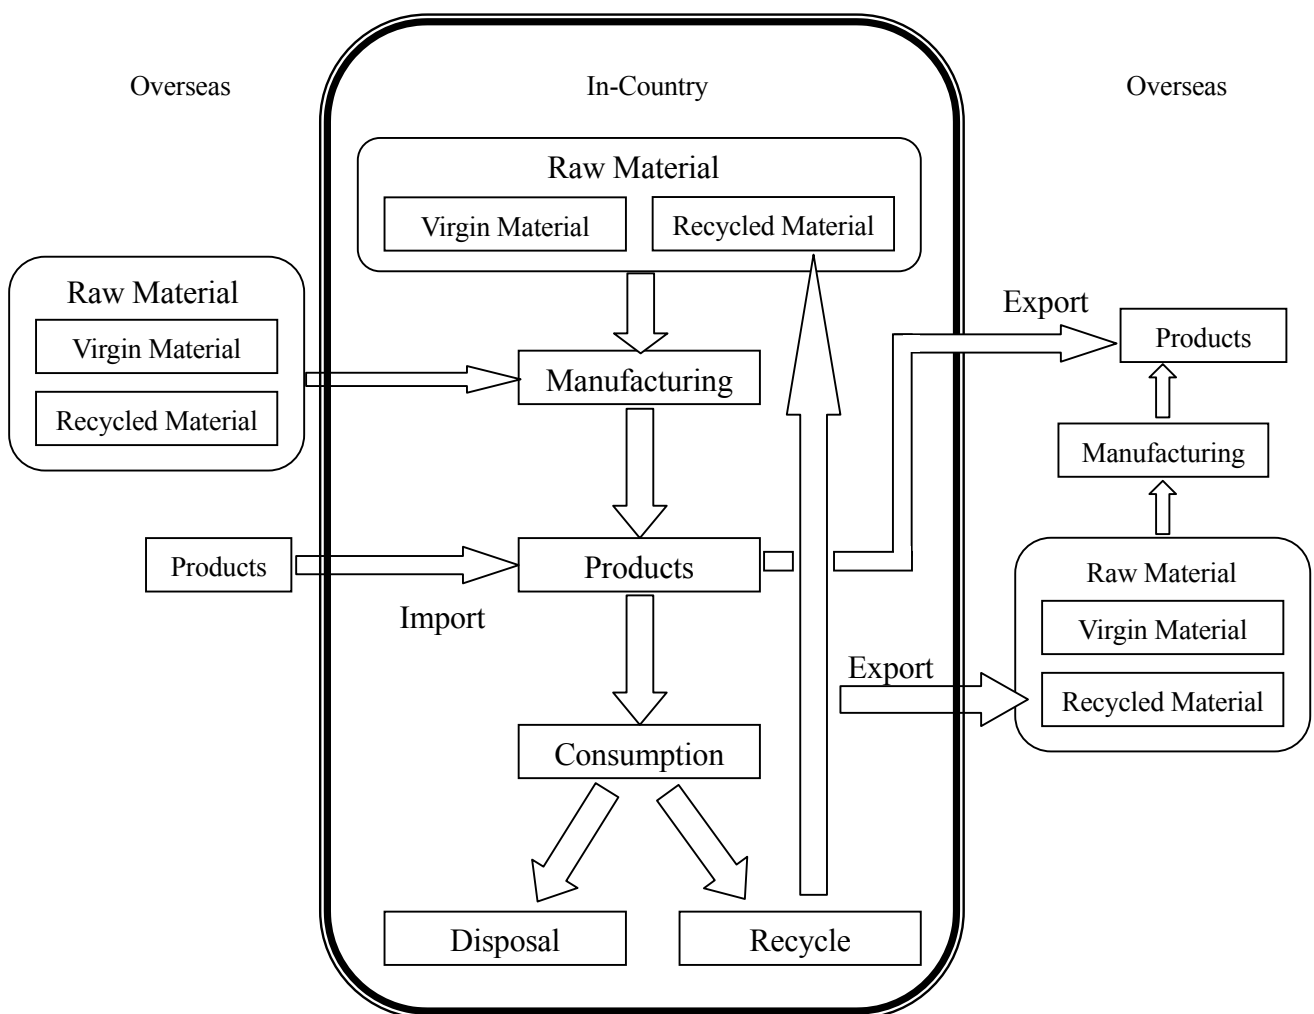 Overseas
In-Country
Overseas
Raw Material
Virgin Material
Recycled Material
Raw Material
Virgin Material
Recycled Material
Export
Products
Manufacturing
Manufacturing
Products
Import
Products
Raw Material
Virgin Material
Recycled Material
Export
Consumption
Disposal
Recycle